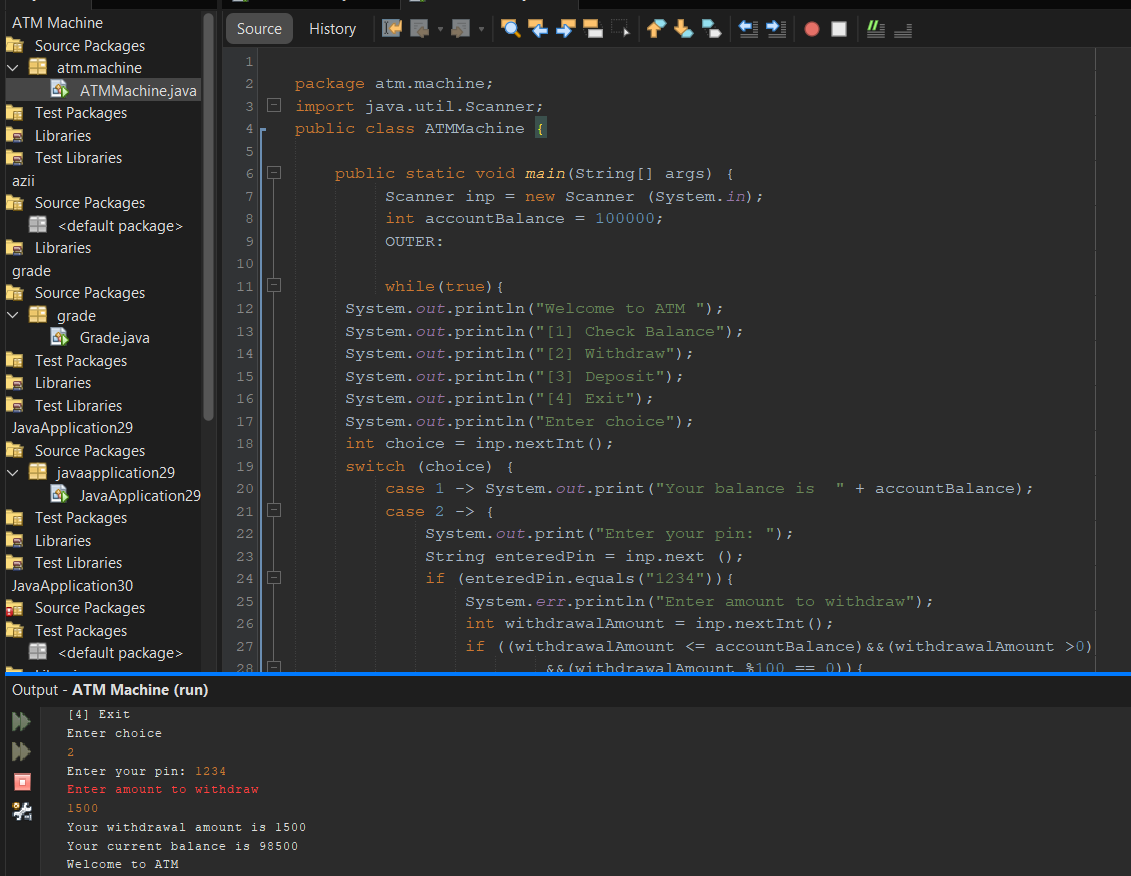 ATM Machine
Source Packages
atm.machine
ATMMachine.java
Test Packages
Libraries
Test Libraries
azii
Source Packages
<default package>
Libraries
grade
Source Packages
grade
Grade.java
Test Packages
Libraries
Test Libraries
JavaApplication29
Source Packages
javaapplication29
JavaApplication29
Test Packages
Libraries
Test Libraries
JavaApplication30
Source Packages
Test Packages
<default package>
Source History
1
2 package atm.machine;
3 import java.util.Scanner;
4 public class ATMMachine {
5
6 public static void main(String[] args) {
7 Scanner inp = new Scanner (System.in);
8 int accountBalance = 100000;
9 OUTER:
10
11 while(true){
12 System.out.println("Welcome to ATM ");
13 System.out.println("[1] Check Balance");
14 System.out.println("[2] Withdraw");
15 System.out.println("[3] Deposit");
16 System.out.println("[4] Exit");
17 System.out.println("Enter choice");
18 int choice = inp.nextInt();
19 switch (choice) {
20 case 1 -> System.out.print("Your balance is  " + accountBalance);
21 case 2 -> {
22 System.out.print("Enter your pin: ");
23 String enteredPin = inp.next ();
24 if (enteredPin.equals("1234")){
25 System.err.println("Enter amount to withdraw");
26 int withdrawalAmount = inp.nextInt();
27 if ((withdrawalAmount <= accountBalance)&&(withdrawalAmount >0)
28 &&(withdrawalAmount %100 == 0)){
Output - ATM Machine (run)
[4] Exit
Enter choice
2
Enter your pin: 1234
Enter amount to withdraw
1500
Your withdrawal amount is 1500
Your current balance is 98500
Welcome to ATM